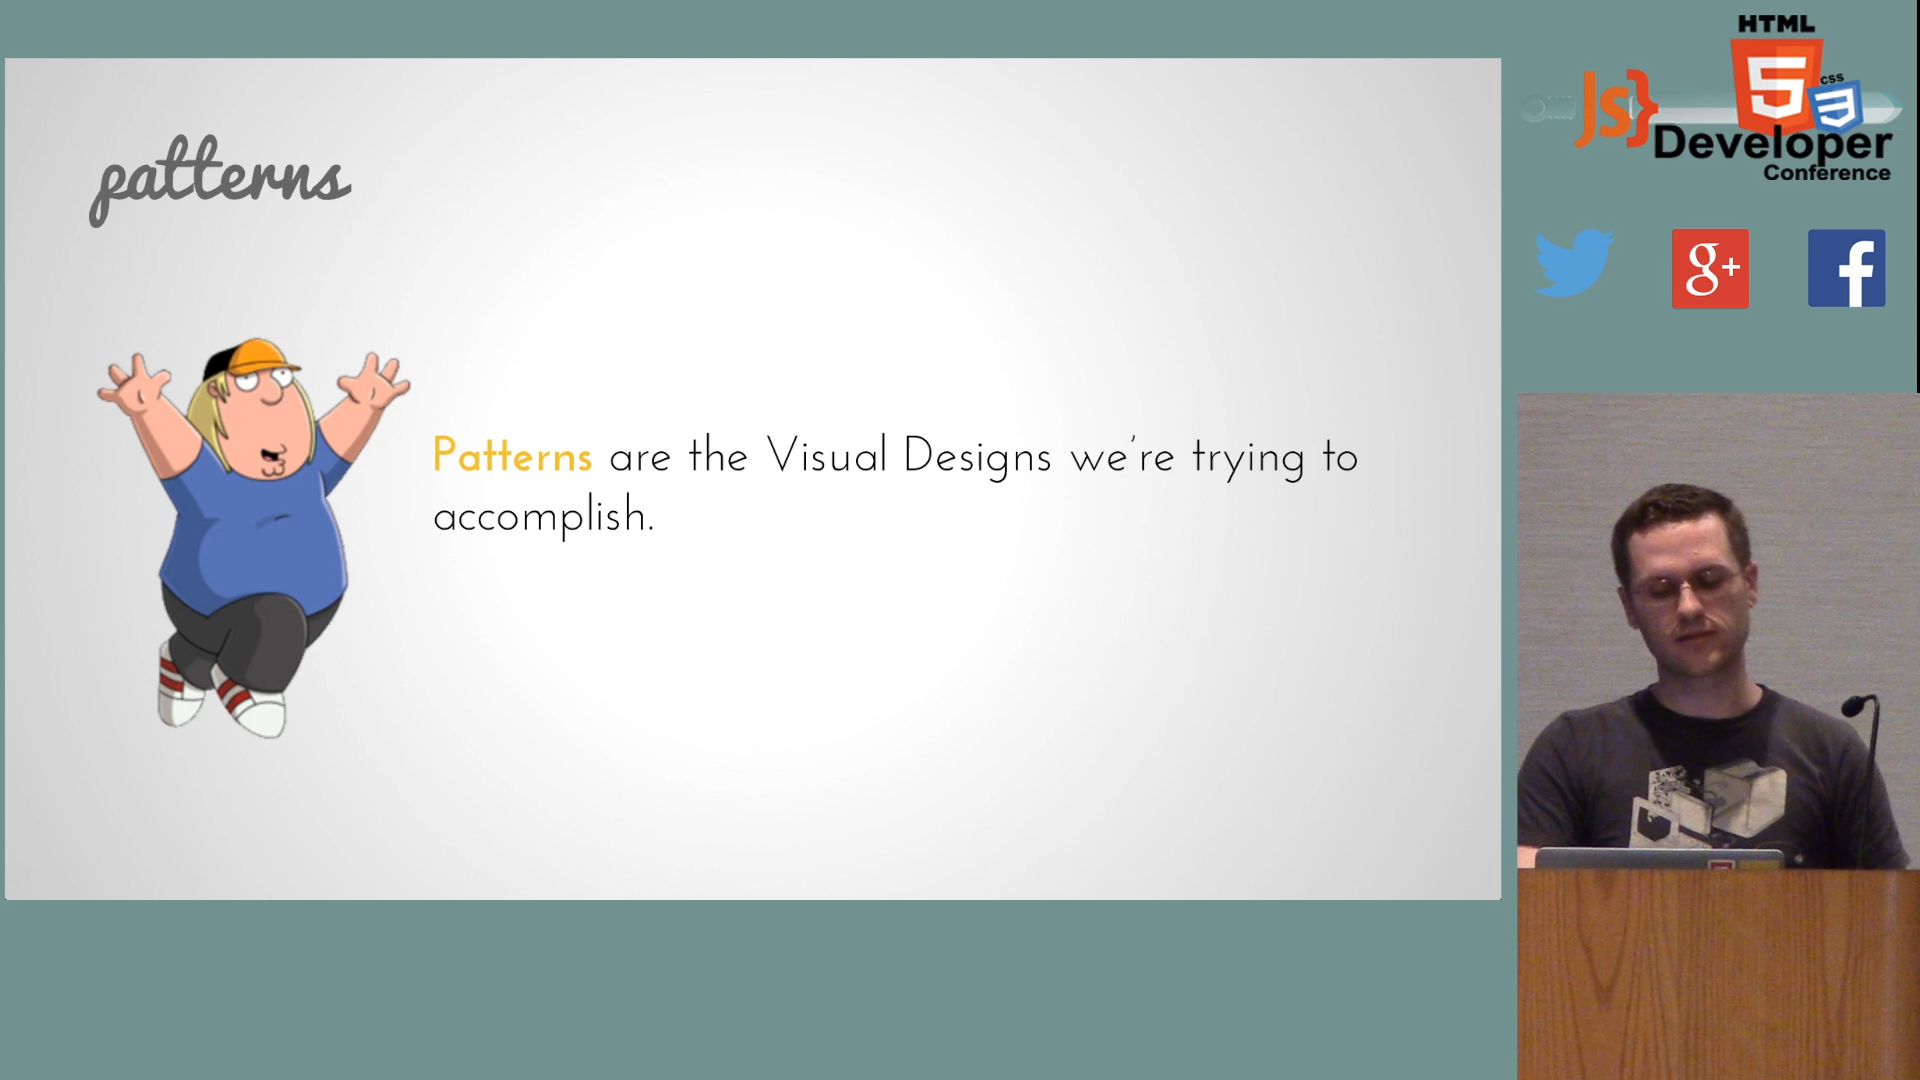 patterns
Patterns are the Visual Designs we're trying to
accomplish.
HTML
JS}
5
CSS
3
Developer
Conference
g+
f